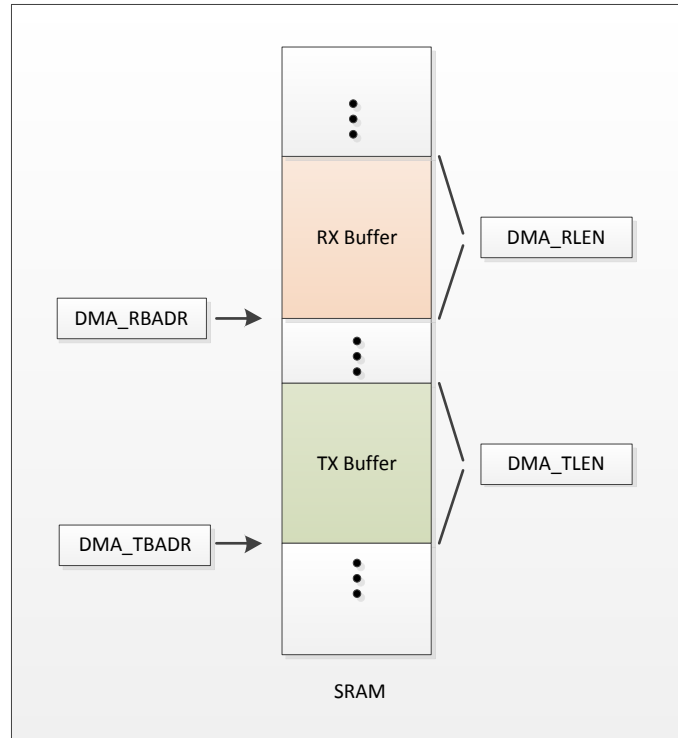 RX Buffer
DMA_RLEN
DMA_RBADR
TX Buffer
DMA_TLEN
DMA_TBADR
SRAM